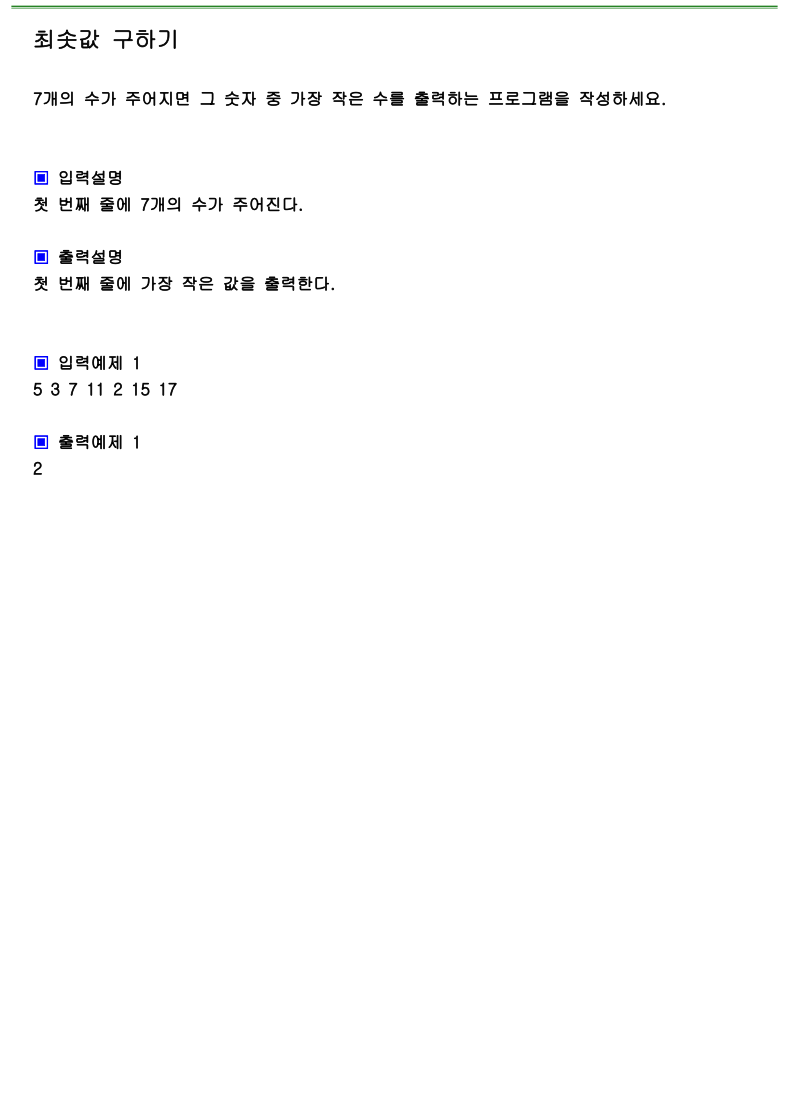 최솟값 구하기
7개의 수가 주어지면 그 숫자 중 가장 작은 수를 출력하는 프로그램을 작성하세요.
▣ 입력설명
첫 번째 줄에 7개의 수가 주어진다.
▣ 출력설명
첫 번째 줄에 가장 작은 값을 출력한다.
▣ 입력예제 1
5 3 7 11 2 15 17
▣ 출력예제 1
2